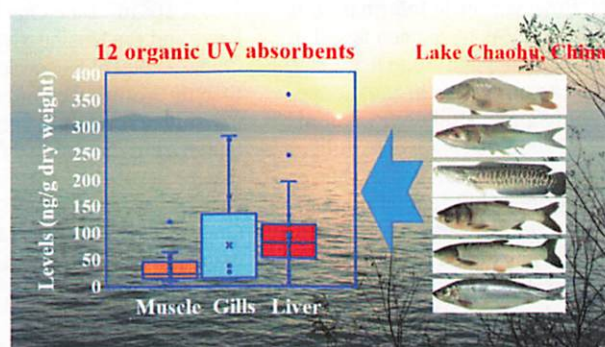 12 organic UV absorbents
Lake Chaohu, China
Levels (ng/g dry weight)
400
350
300
250
200
150
100
50
0
Muscle Gills Liver